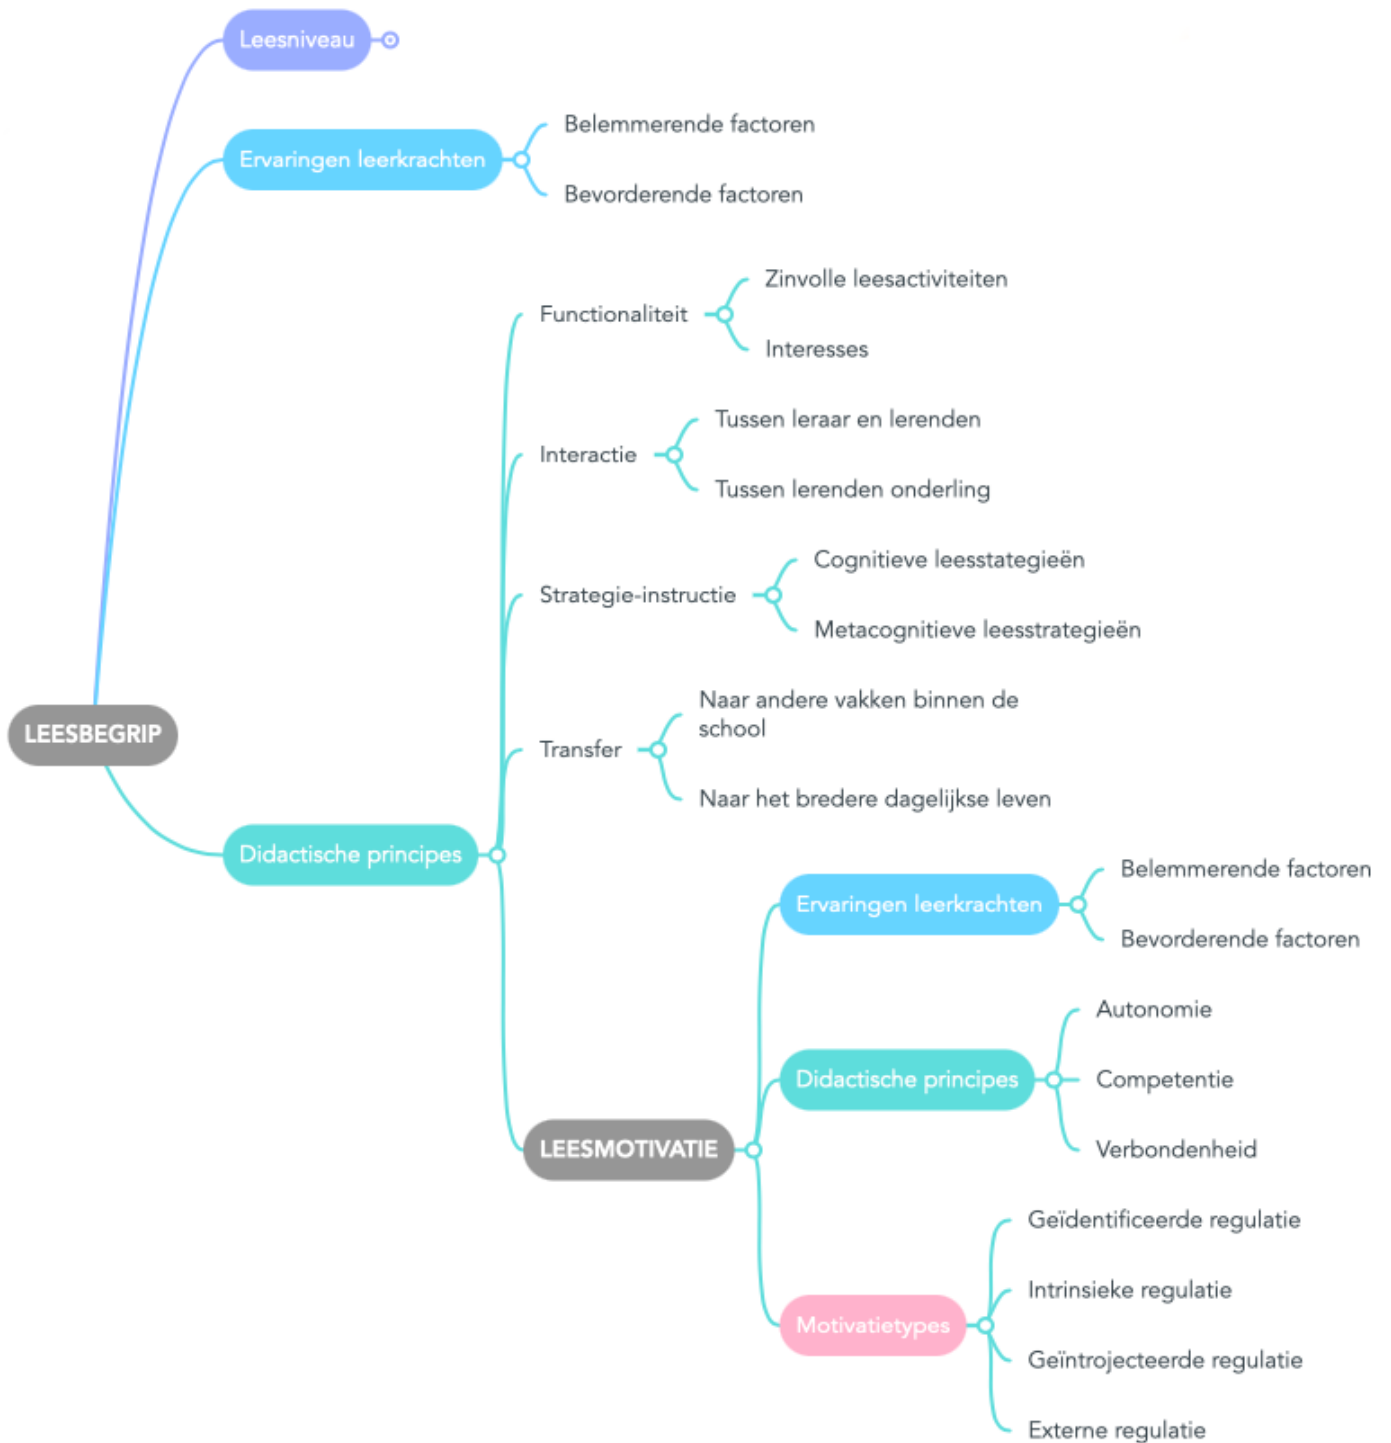 Leesniveau
Ervaringen leerkrachten
Belemmerende factoren
Bevorderende factoren
Functionaliteit
Zinvolle leesactiviteiten
Interesses
Interactie
Tussen leraar en lerenden
Tussen lerenden onderling
Strategie-instructie
Cognitieve leesstategieën
Metacognitieve leesstrategieën
LEESBEGRIP
Transfer
Naar andere vakken binnen de
school
Naar het bredere dagelijkse leven
Didactische principes
LEESMOTIVATIE
Ervaringen leerkrachten
Belemmerende factoren
Bevorderende factoren
Didactische principes
Autonomie
Competentie
Verbondenheid
Motivatietypes
Geïdentificeerde regulatie
Intrinsieke regulatie
Geïntrojecteerde regulatie
Externe regulatie